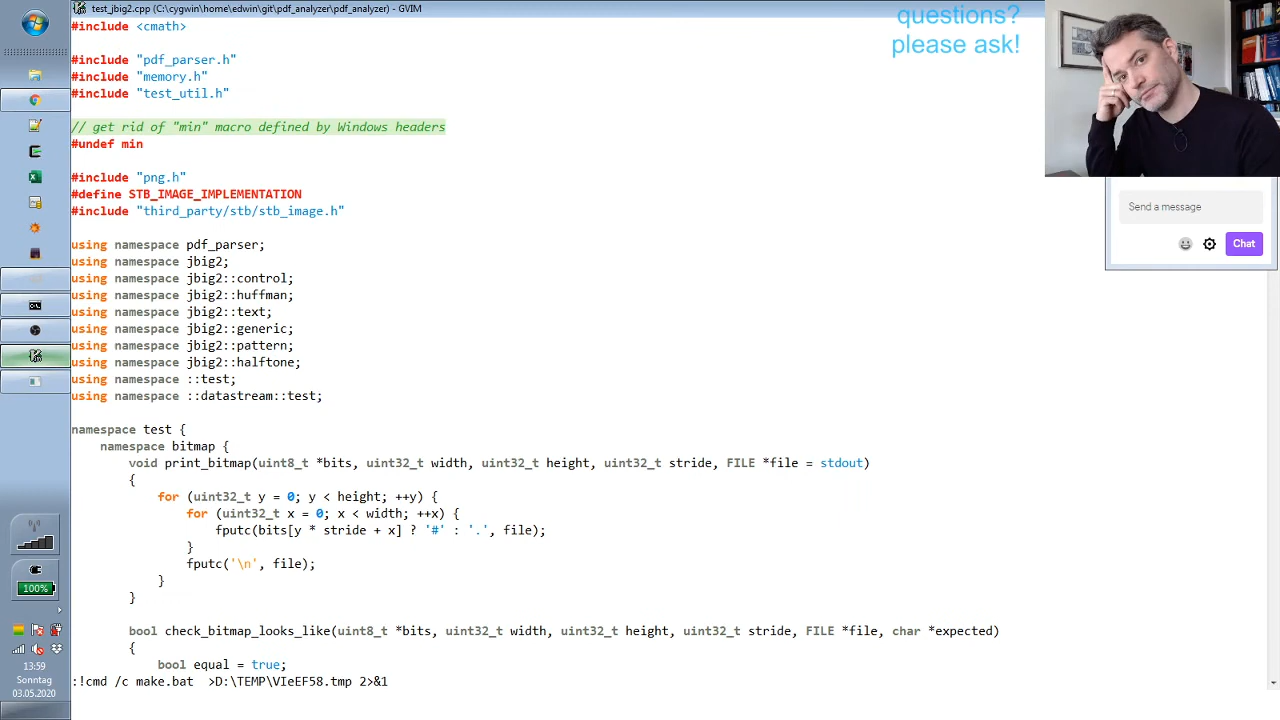 test_jbig2.cpp (C:\cygwin\home\edwin\git\pdf_analyzer\pdf_analyzer) - GVIM
#include <cmath>
#include "pdf_parser.h"
#include "memory.h"
#include "test_util.h"
// get rid of "min" macro defined by Windows headers
#undef min
#include "png.h"
#define STB_IMAGE_IMPLEMENTATION
#include "third_party/stb/stb_image.h"
using namespace pdf_parser;
using namespace jbig2;
using namespace jbig2::control;
using namespace jbig2::huffman;
using namespace jbig2::text;
using namespace jbig2::generic;
using namespace jbig2::pattern;
using namespace jbig2::halftone;
using namespace ::test;
using namespace ::datastream::test;
namespace test {
namespace bitmap {
void print_bitmap(uint8_t *bits, uint32_t width, uint32_t height, uint32_t stride, FILE *file = stdout)
{
for (uint32_t y = 0; y < height; ++y) {
for (uint32_t x = 0; x < width; ++x) {
fputc(bits[y * stride + x] ? '#' : '.', file);
}
fputc('\n', file);
}
}
bool check_bitmap_looks_like(uint8_t *bits, uint32_t width, uint32_t height, uint32_t stride, FILE *file, char *expected)
{
bool equal = true;
:!cmd /c make.bat  >D:\TEMP\VIeEF58.tmp 2>&1
questions?
please ask!
Send a message
Chat
100%
13:59
Sonntag
03.05.2020